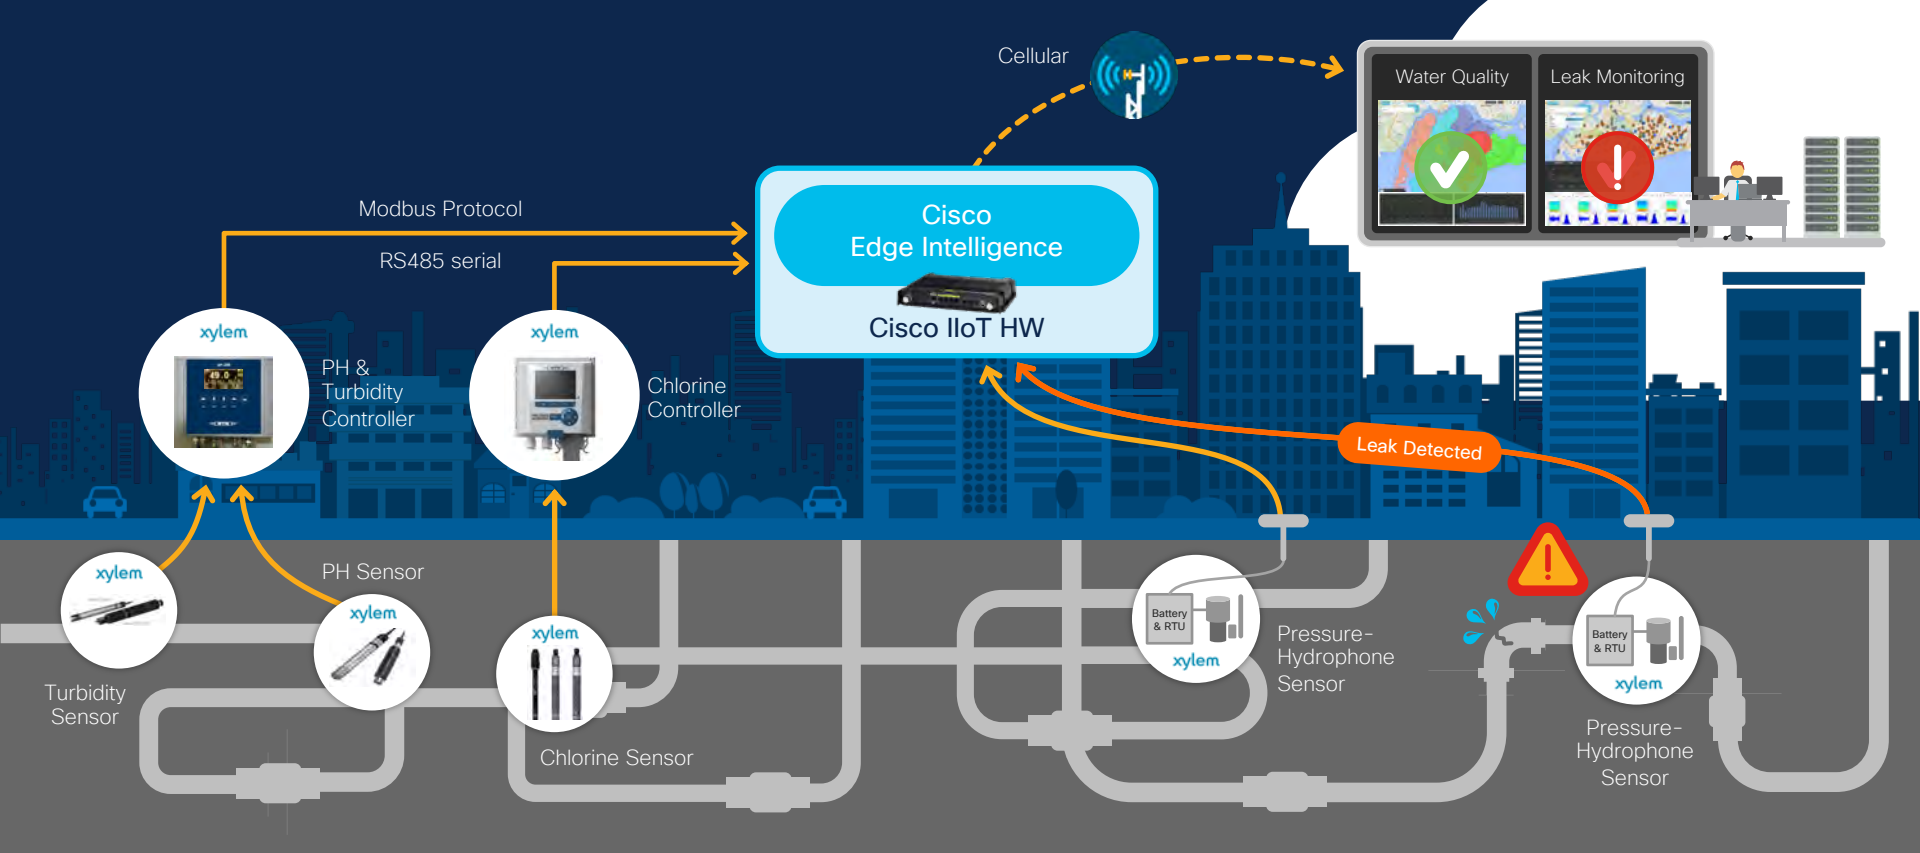 Cellular
Water Quality
Leak Monitoring
Modbus Protocol
RS485 serial
Cisco
Edge Intelligence
Cisco IIoT HW
xylem
PH &
Turbidity
Controller
xylem
Chlorine
Controller
Leak Detected
xylem
Turbidity
Sensor
PH Sensor
xylem
xylem
Chlorine Sensor
Battery
& RTU
xylem
Pressure-
Hydrophone
Sensor
Battery
& RTU
xylem
Pressure-
Hydrophone
Sensor